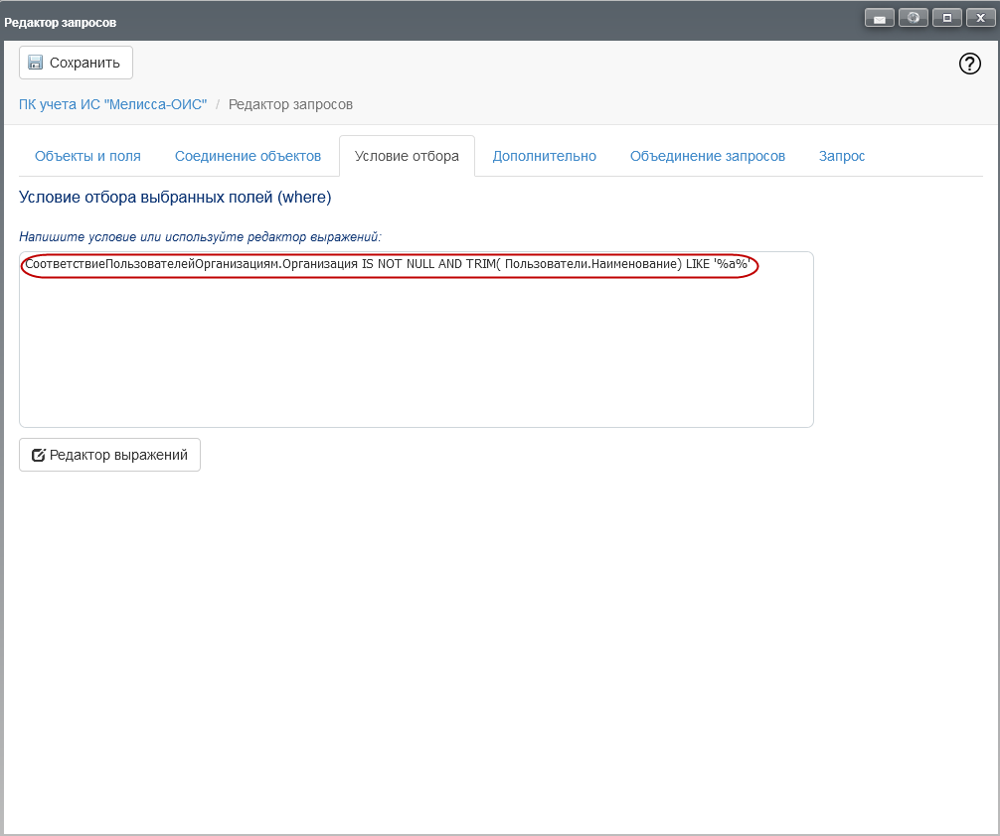 Редактор запросов
Сохранить
ПК учета ИС "Мелисса-ОИС" / Редактор запросов
Объекты и поля Соединение объектов Условие отбора Дополнительно Объединение запросов Запрос
Условие отбора выбранных полей (where)
Напишите условие или используйте редактор выражений:
СоответствиеПользователейОрганизациям.Организация IS NOT NULL AND TRIM( Пользователи.Наименование) LIKE '%a%'
Редактор выражений